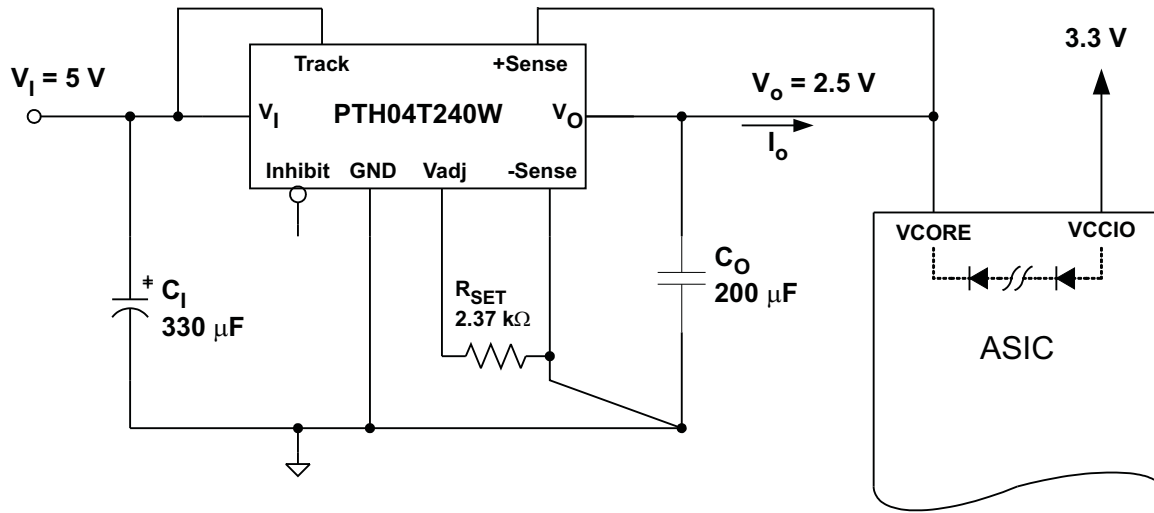 3.3 V
Track
+Sense
V_I = 5 V
V_o = 2.5 V
V_I
PTH04T240W
V_O
I_o
Inhibit
GND
Vadj
-Sense
VCORE
VCCIO
+ C_I
330 μF
R_SET
2.37 kΩ
C_O
200 μF
ASIC